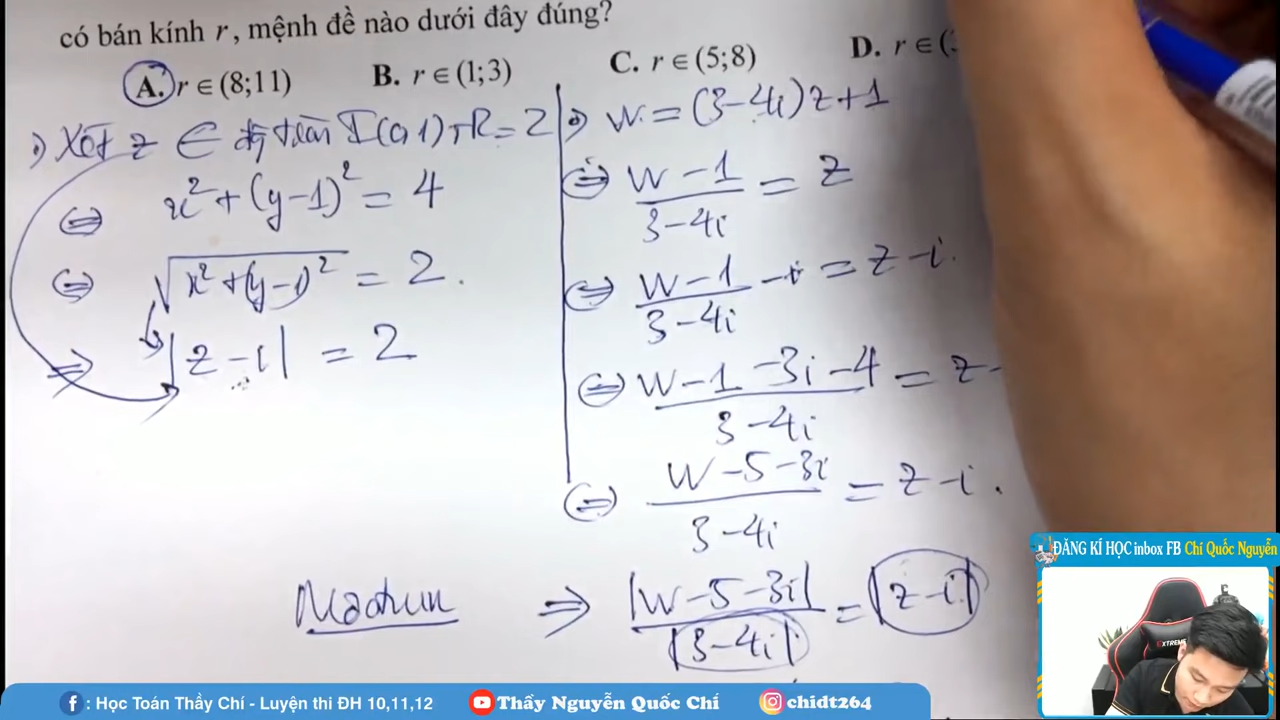 có bán kính r, mệnh đề nào dưới đây đúng?
A. r ∈ (8;11) B. r ∈ (1;3) C. r ∈ (5;8) D. r ∈ (
•) Xét z ∈ đg tròn I(0,1), R = 2
⇔ x² + (y-1)² = 4
⇔ √x² + (y-1)² = 2.
⇒ |z - i| = 2
•) W = (3-4i)z + 1
⇔ W - 1 / 3 - 4i = z
⇔ W - 1 / 3 - 4i - i = z - i.
⇔ W - 1 - 3i - 4 / 3 - 4i = z -
⇔ W - 5 - 3i / 3 - 4i = z - i.
Mođun ⇒ |W - 5 - 3i| / |3 - 4i| = |z - i|
ĐĂNG KÍ HỌC inbox FB Chí Quốc Nguyễn
EXTREME
f : Học Toán Thầy Chí - Luyện thi ĐH 10,11,12 Thầy Nguyễn Quốc Chí chidt264